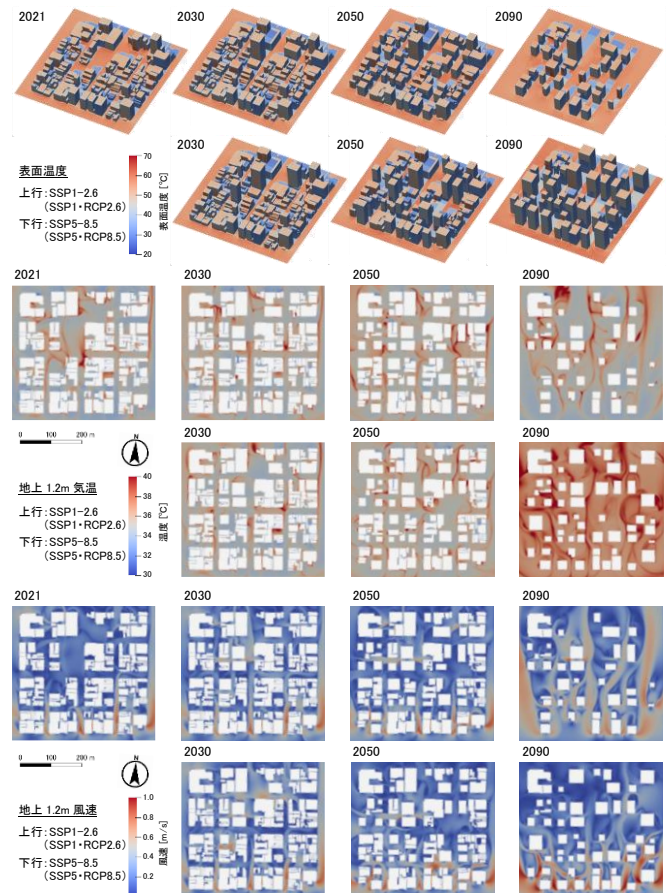 2021
2030
2050
2090
2030
2050
2090
表面温度
上行:SSP1-2.6
(SSP1・RCP2.6)
下行:SSP5-8.5
(SSP5・RCP8.5)
70
60
50
40
30
20
表面温度 [℃]
2021
2030
2050
2090
0 100 200 m
N
2030
2050
2090
地上 1.2m 気温
上行:SSP1-2.6
(SSP1・RCP2.6)
下行:SSP5-8.5
(SSP5・RCP8.5)
40
38
36
34
32
30
温度 [℃]
2021
2030
2050
2090
0 100 200 m
N
2030
2050
2090
地上 1.2m 風速
上行:SSP1-2.6
(SSP1・RCP2.6)
下行:SSP5-8.5
(SSP5・RCP8.5)
1.0
0.8
0.6
0.4
0.2
風速 [m/s]